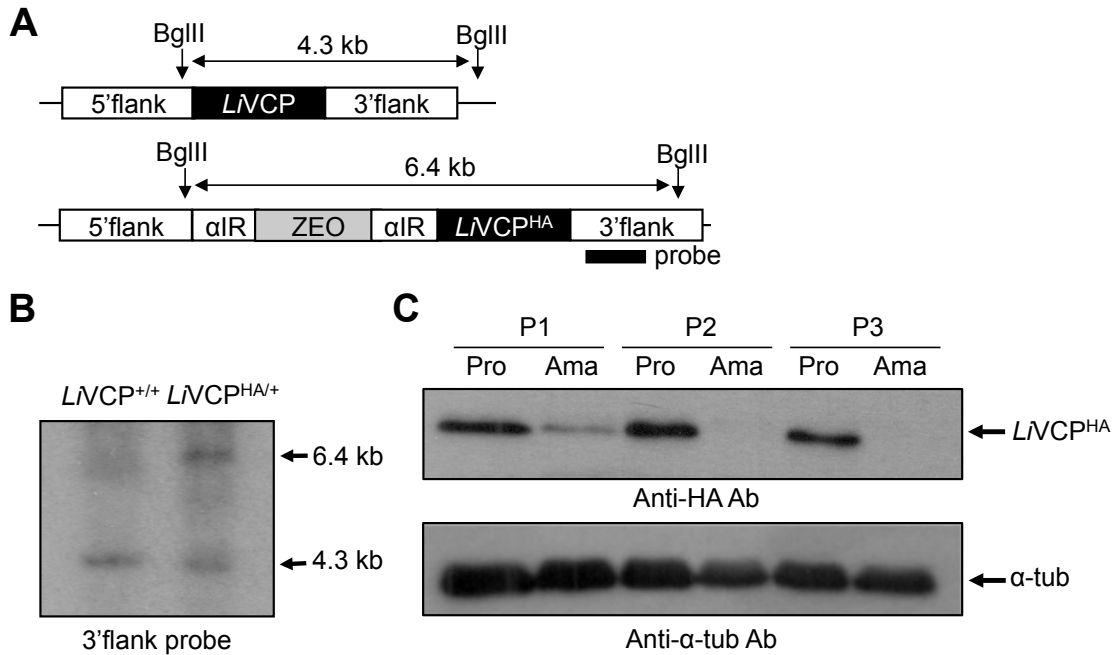 A
BglII BglII
4.3 kb
5'flank LiVCP 3'flank
BglII BglII
6.4 kb
5'flank αIR ZEO αIR LiVCPHA 3'flank
probe
B
LiVCP+/+ LiVCPHA/+
6.4 kb
4.3 kb
3'flank probe
C
P1 P2 P3
Pro Ama Pro Ama Pro Ama
LiVCPHA
Anti-HA Ab
α-tub
Anti-α-tub Ab